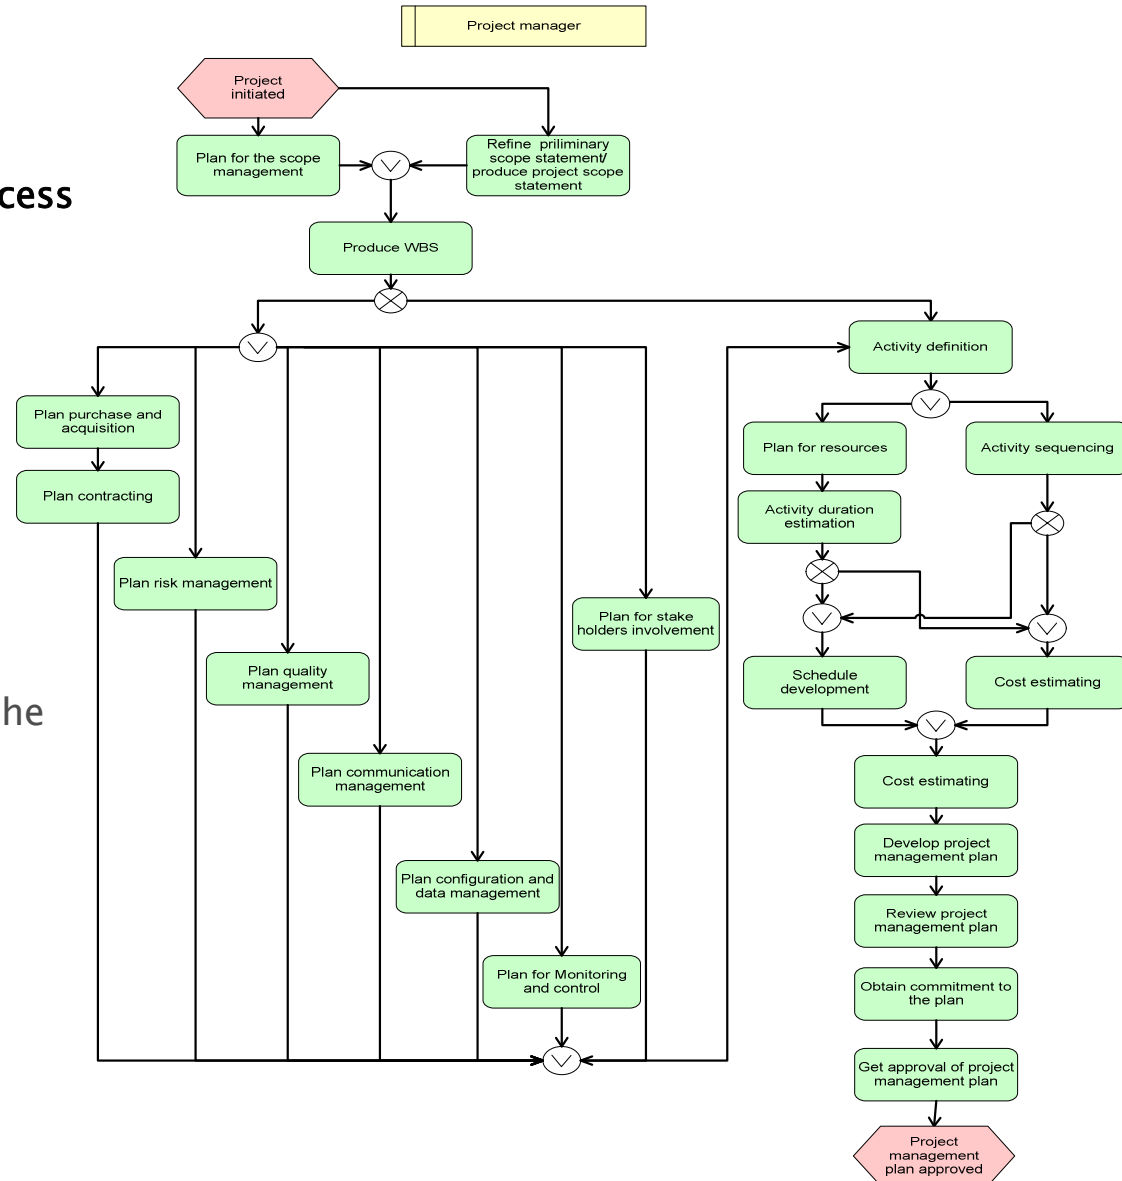 Project manager
Project
initiated
Plan for the scope
management
Refine priliminary
scope statement/
produce project scope
statement
cess
Produce WBS
Activity definition
Plan purchase and
acquisition
Plan for resources
Activity sequencing
Plan contracting
Activity duration
estimation
Plan risk management
Plan for stake
holders involvement
Plan quality
management
Schedule
development
Cost estimating
he
Plan communication
management
Cost estimating
Develop project
management plan
Plan configuration and
data management
Review project
management plan
Plan for Monitoring
and control
Obtain commitment to
the plan
Get approval of project
management plan
Project
management
plan approved